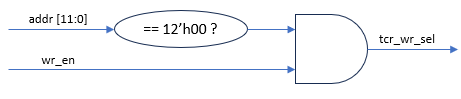 addr [11:0]
== 12’h00 ?
tcr_wr_sel
wr_en